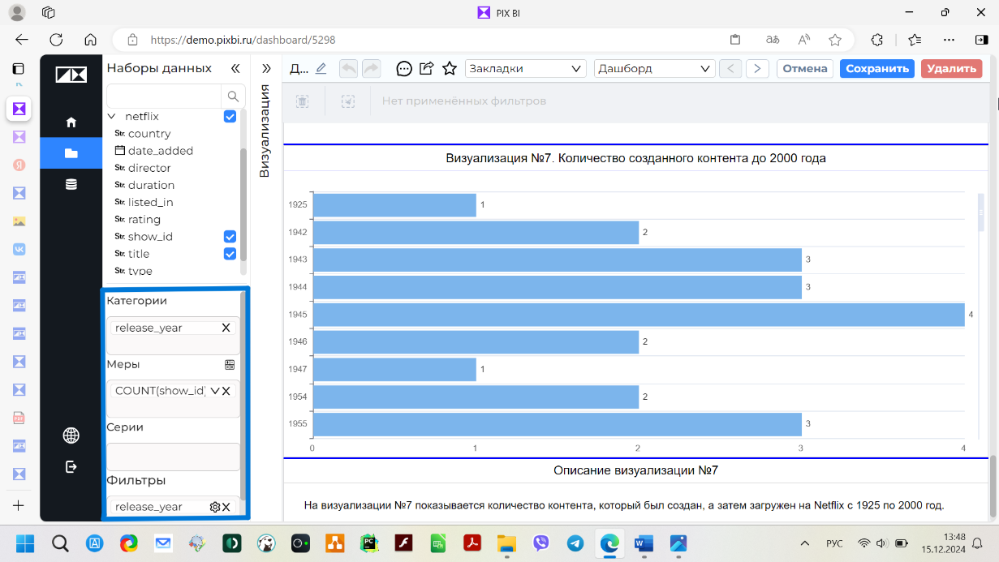 PIX BI
https://demo.pixbi.ru/dashboard/5298
Наборы данных
netflix
Str. country
date_added
Str. director
Str. duration
Str. listed_in
Str. rating
Str. show_id
Str. title
Str. type
Категории
release_year
Меры
COUNT(show_id)
Серии
Фильтры
release_year
Визуализация
Д... Закладки Дашборд Отмена Сохранить Удалить
Нет применённых фильтров
Визуализация №7. Количество созданного контента до 2000 года
1925 1
1942 2
1943 3
1944 3
1945 4
1946 2
1947 1
1954 2
1955 3
0 1 2 3 4
Описание визуализации №7
На визуализации №7 показывается количество контента, который был создан, а затем загружен на Netflix с 1925 по 2000 год.
РУС
13:48
15.12.2024